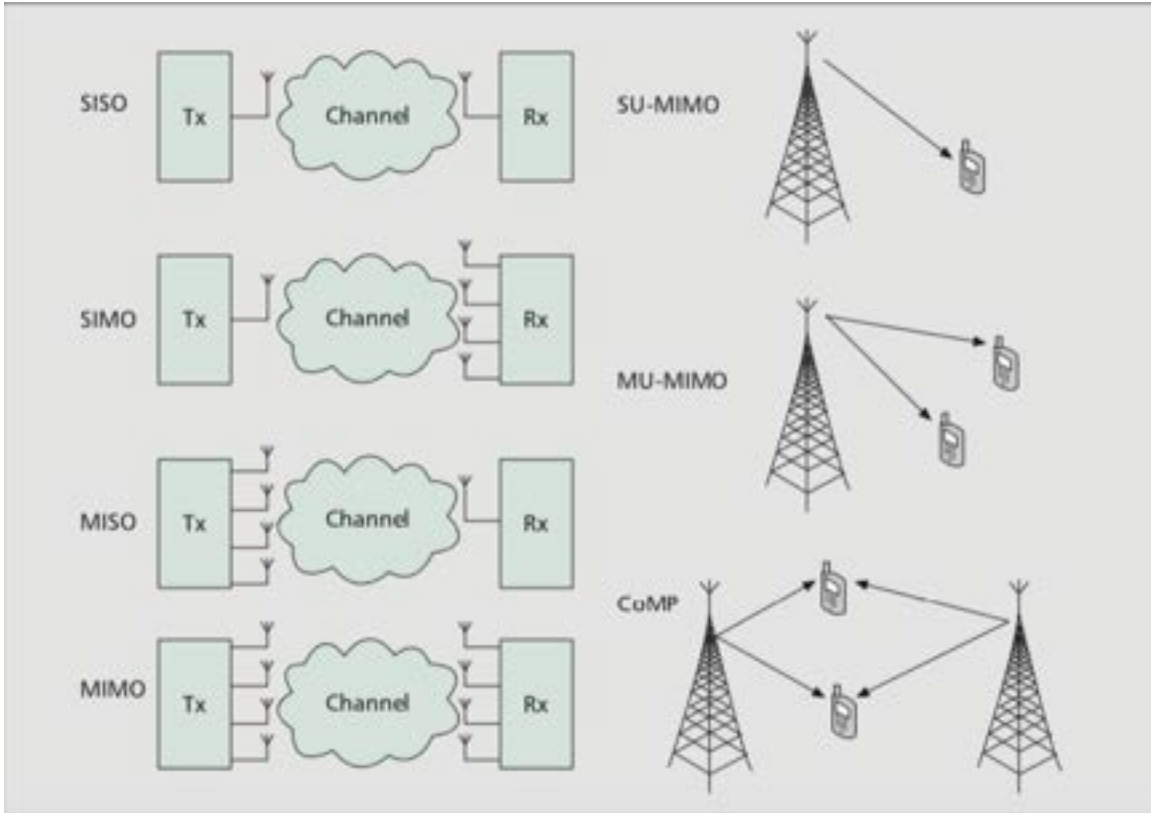 SISO
Tx
Channel
Rx
SIMO
Tx
Channel
Rx
MISO
Tx
Channel
Rx
MIMO
Tx
Channel
Rx
SU-MIMO
MU-MIMO
CoMP